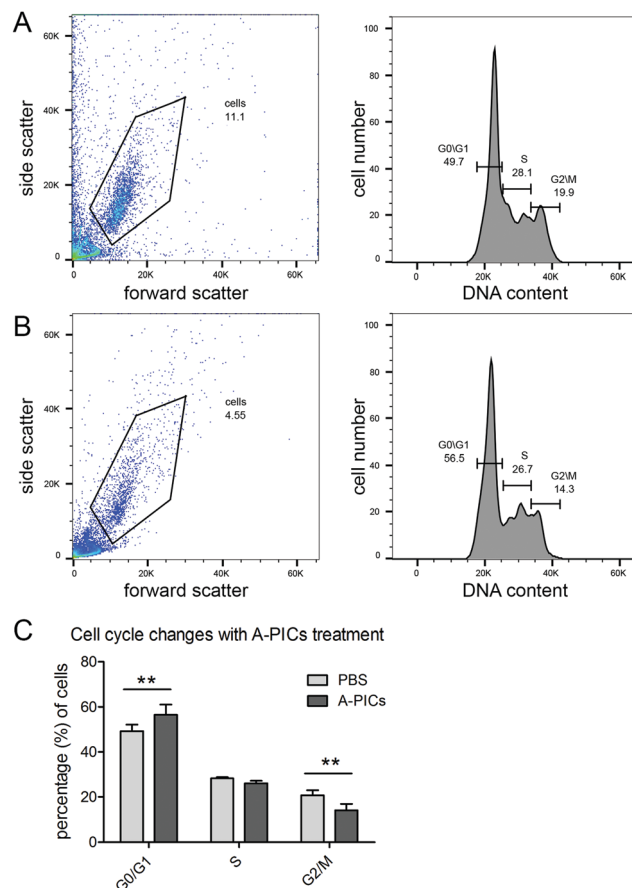 A
60K
40K
20K
0
side scatter
cells
11.1
0
20K
40K
60K
forward scatter
100
80
60
40
20
0
cell number
G0\G1
49.7
S
28.1
G2\M
19.9
0
20K
40K
60K
DNA content
B
60K
40K
20K
0
side scatter
cells
4.55
0
20K
40K
60K
forward scatter
100
80
60
40
20
0
cell number
G0\G1
56.5
S
26.7
G2\M
14.3
0
20K
40K
60K
DNA content
C
Cell cycle changes with A-PICs treatment
80
60
40
20
0
percentage (%) of cells
**
**
PBS
A-PICs
G0/G1
S
G2/M